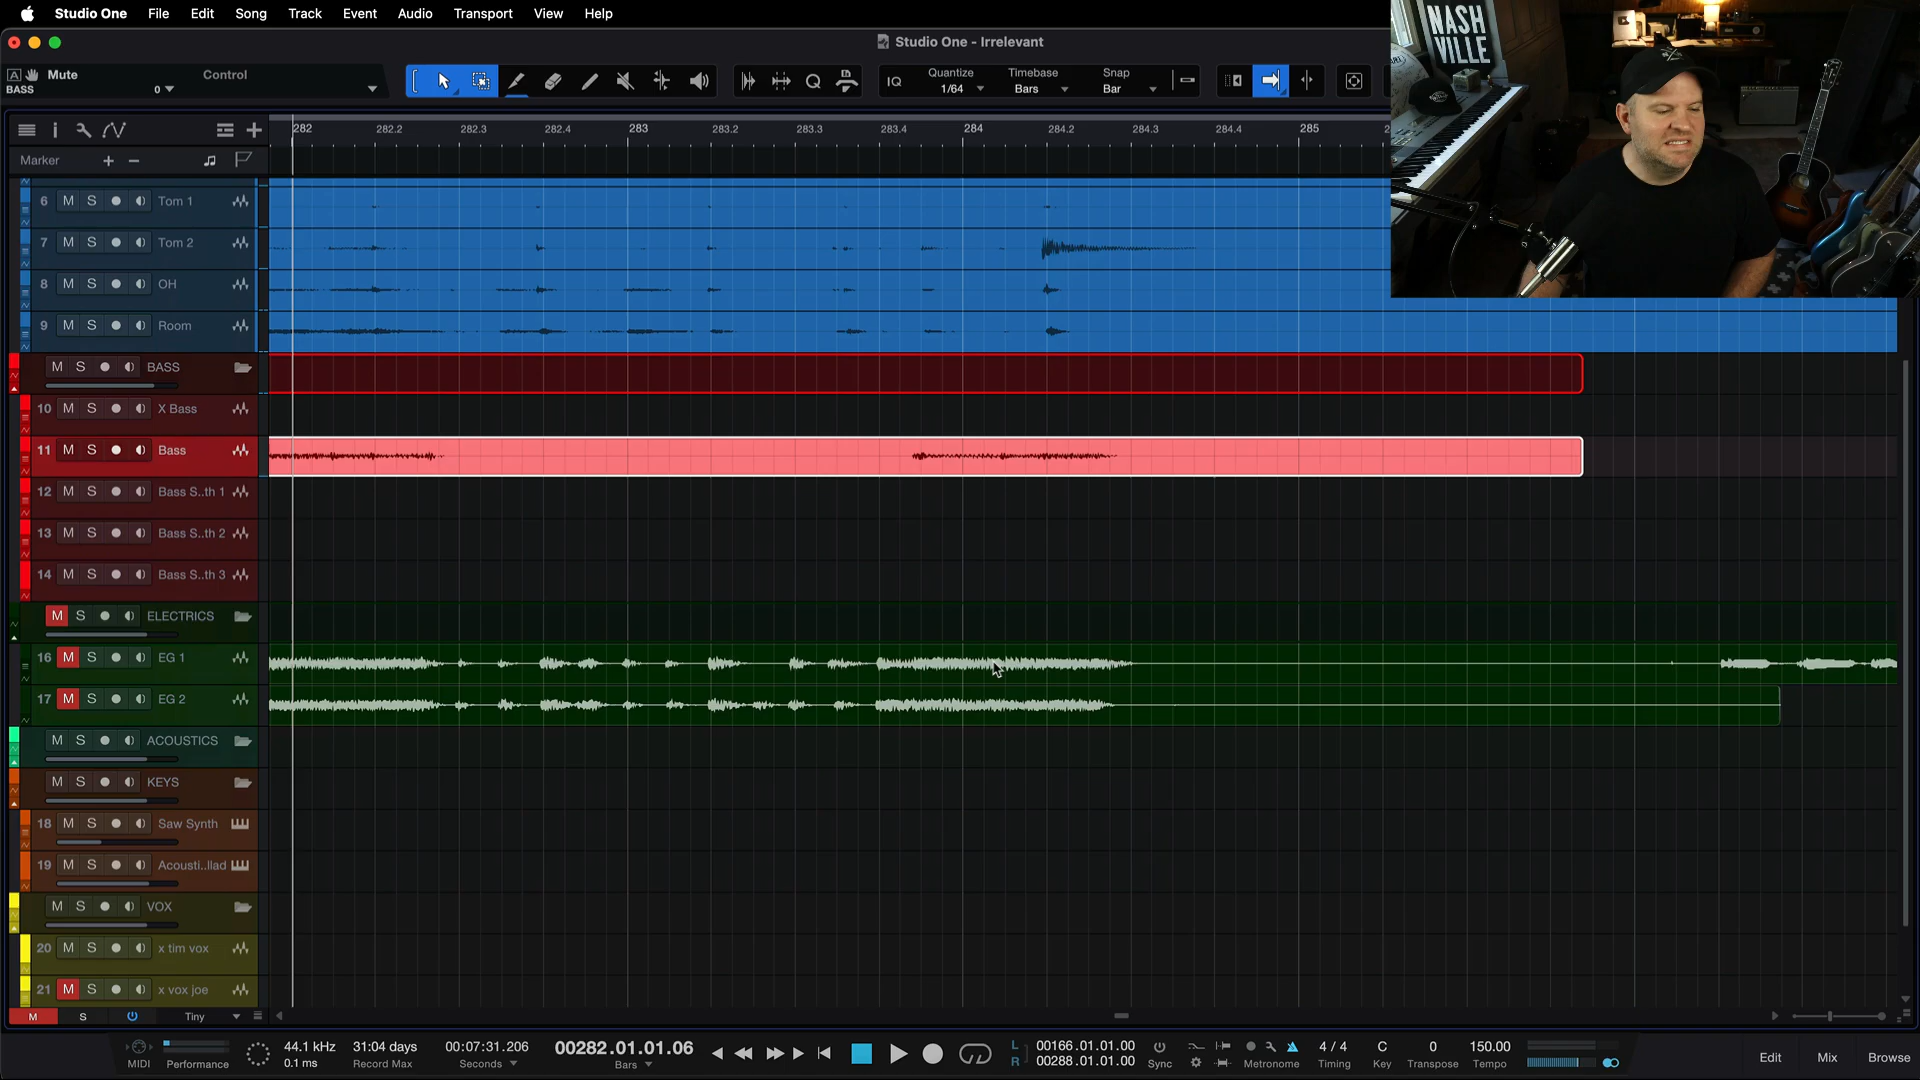 Studio One File Edit Song Track Event Audio Transport View Help
Studio One - Irrelevant
NASH
VILLE
A Mute Control
BASS 0
IQ Quantize Timebase Snap
1/64 Bars Bar
282 282.2 282.3 282.4 283 283.2 283.3 283.4 284 284.2 284.3 284.4 285
Marker + -
6 M S Tom 1
7 M S Tom 2
8 M S OH
9 M S Room
M S BASS
10 M S X Bass
11 M S Bass
12 M S Bass S..th 1
13 M S Bass S..th 2
14 M S Bass S..th 3
M S ELECTRICS
16 M S EG 1
17 M S EG 2
M S ACOUSTICS
M S KEYS
18 M S Saw Synth
19 M S Acousti..llad
M S VOX
20 M S x tim vox
21 M S x vox joe
M S Tiny
44.1 kHz 31:04 days 00:07:31.206 00282.01.01.06 L 00166.01.01.00 4 / 4 C 0 150.00
MIDI Performance 0.1 ms Record Max Seconds Bars R 00288.01.01.00 Sync Metronome Timing Key Transpose Tempo
Edit Mix Browse